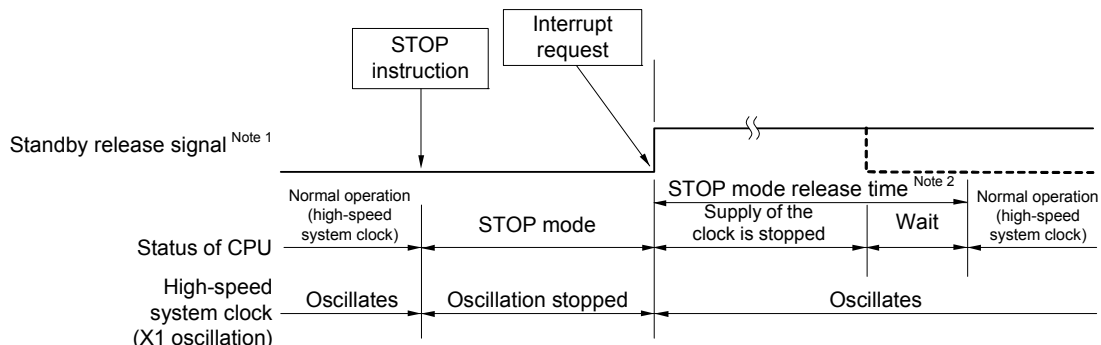 STOP
instruction
Interrupt
request
Standby release signal Note 1
STOP mode release time Note 2
Normal operation
(high-speed
system clock)
STOP mode
Supply of the
clock is stopped
Wait
Normal operation
(high-speed
system clock)
Status of CPU
High-speed
system clock
(X1 oscillation)
Oscillates
Oscillation stopped
Oscillates